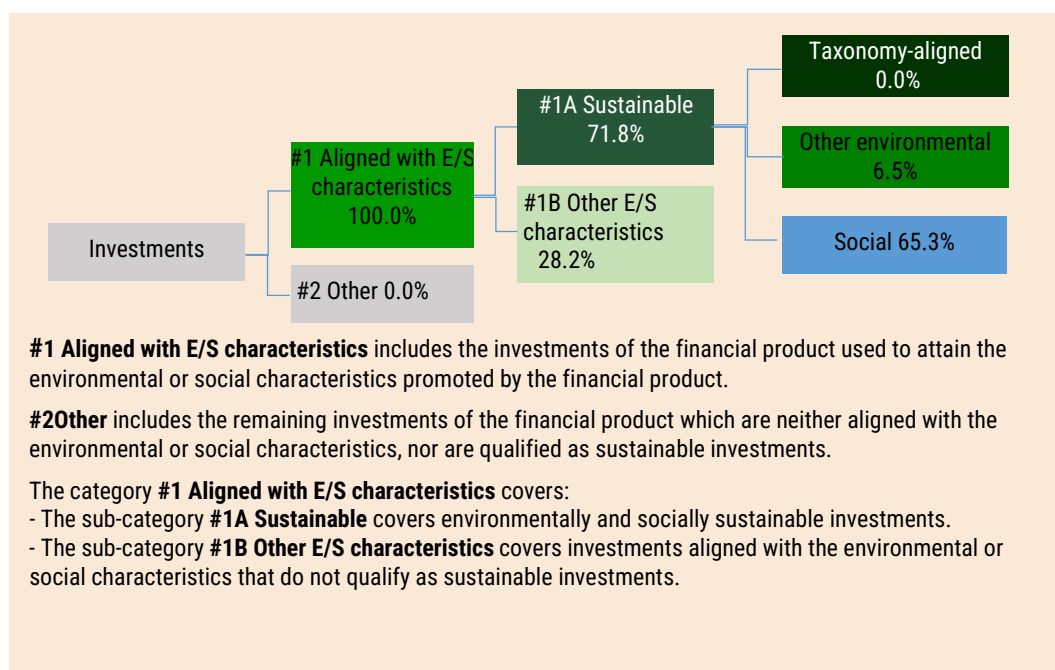 Taxonomy-aligned
0.0%
#1A Sustainable
71.8%
Other environmental
6.5%
#1 Aligned with E/S
characteristics
100.0%
#1B Other E/S
characteristics
28.2%
Social 65.3%
Investments
#2 Other 0.0%
#1 Aligned with E/S characteristics includes the investments of the financial product used to attain the
environmental or social characteristics promoted by the financial product.
#2Other includes the remaining investments of the financial product which are neither aligned with the
environmental or social characteristics, nor are qualified as sustainable investments.
The category #1 Aligned with E/S characteristics covers:
- The sub-category #1A Sustainable covers environmentally and socially sustainable investments.
- The sub-category #1B Other E/S characteristics covers investments aligned with the environmental or
social characteristics that do not qualify as sustainable investments.